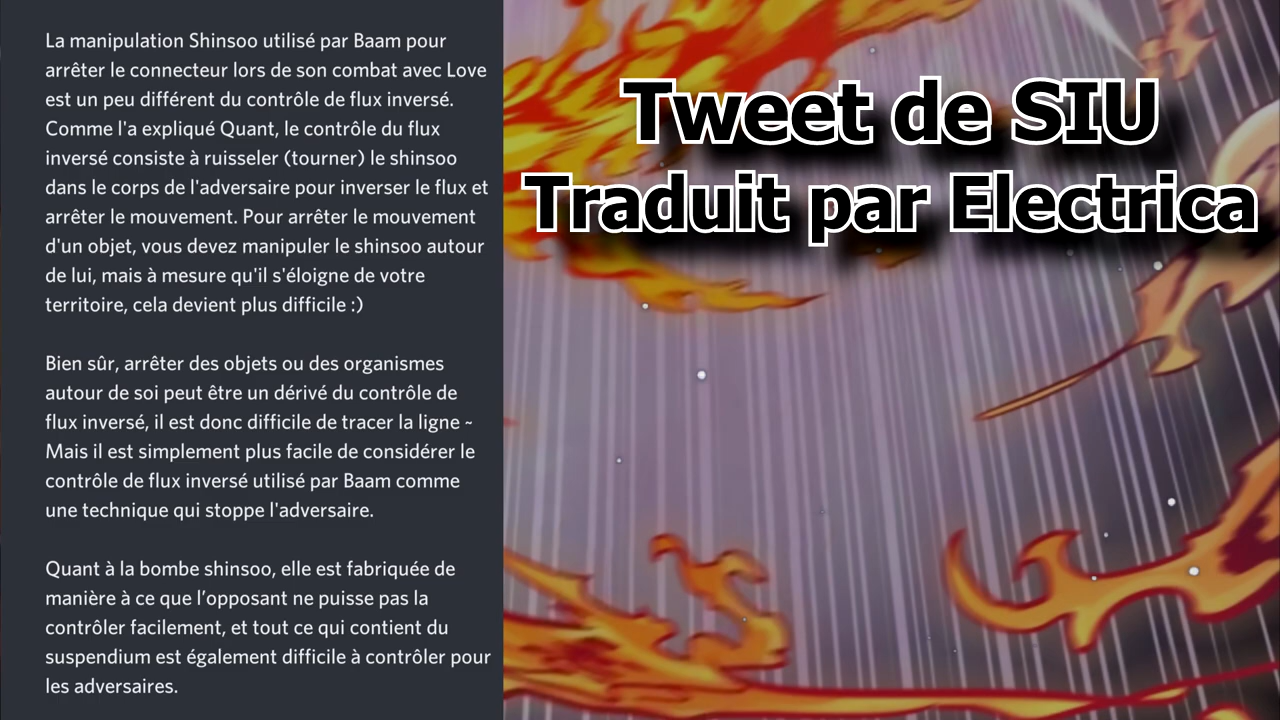 La manipulation Shinsoo utilisé par Baam pour
arrêter le connecteur lors de son combat avec Love
est un peu différent du contrôle de flux inversé.
Comme l'a expliqué Quant, le contrôle du flux
inversé consiste à ruisseler (tourner) le shinsoo
dans le corps de l'adversaire pour inverser le flux et
arrêter le mouvement. Pour arrêter le mouvement
d'un objet, vous devez manipuler le shinsoo autour
de lui, mais à mesure qu'il s'éloigne de votre
territoire, cela devient plus difficile :)
Bien sûr, arrêter des objets ou des organismes
autour de soi peut être un dérivé du contrôle de
flux inversé, il est donc difficile de tracer la ligne ~
Mais il est simplement plus facile de considérer le
contrôle de flux inversé utilisé par Baam comme
une technique qui stoppe l'adversaire.
Quant à la bombe shinsoo, elle est fabriquée de
manière à ce que l’opposant ne puisse pas la
contrôler facilement, et tout ce qui contient du
suspendium est également difficile à contrôler pour
les adversaires.
Tweet de SIU
Traduit par Electrica